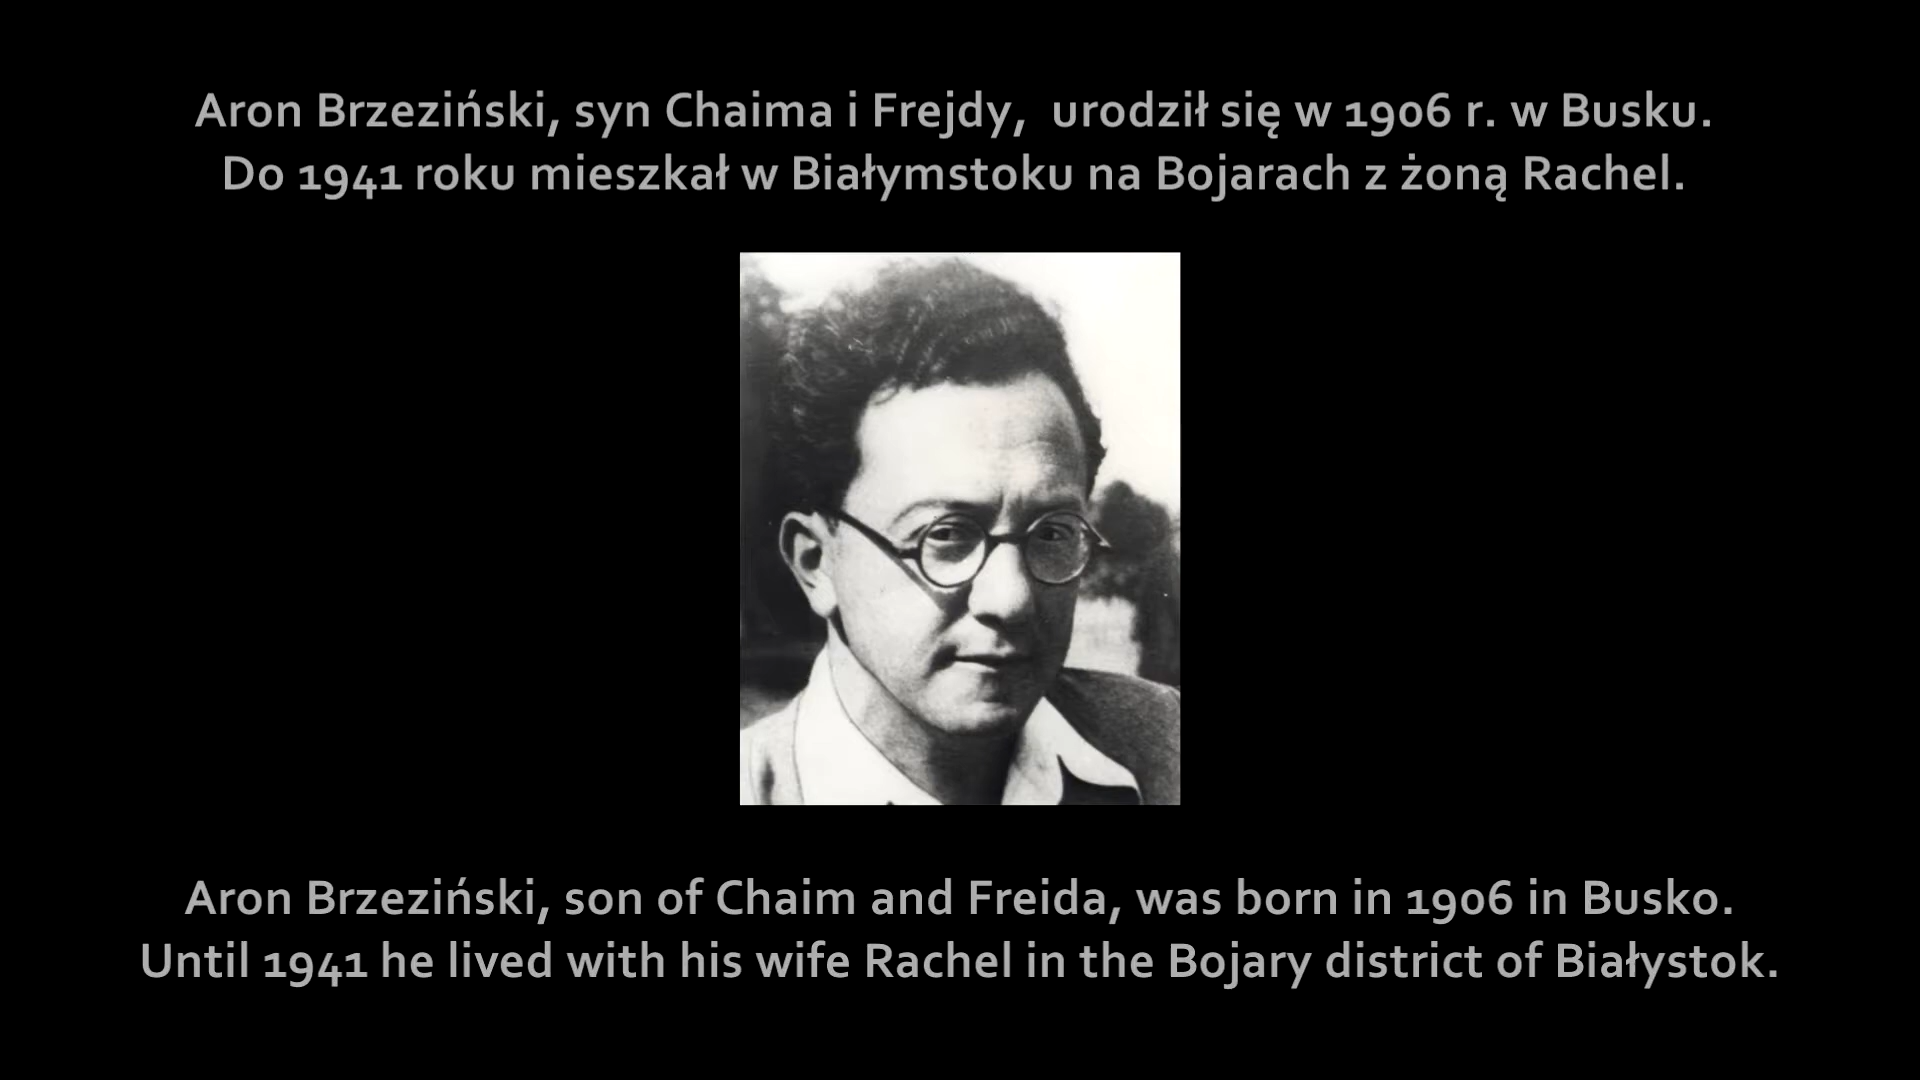 Aron Brzeziński, syn Chaima i Frejdy,  urodził się w 1906 r. w Busku.
Do 1941 roku mieszkał w Białymstoku na Bojarach z żoną Rachel.
Aron Brzeziński, son of Chaim and Freida, was born in 1906 in Busko.
Until 1941 he lived with his wife Rachel in the Bojary district of Białystok.